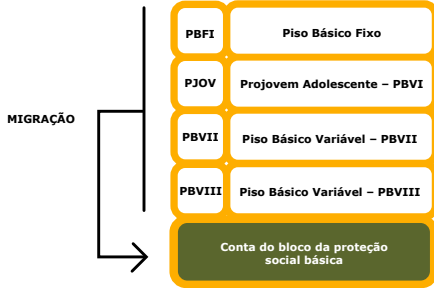 PBFI Piso Básico Fixo
PJOV Projovem Adolescente – PBVI
MIGRAÇÃO
PBVII Piso Básico Variável – PBVII
PBVIII Piso Básico Variável – PBVIII
Conta do bloco da proteção
social básica